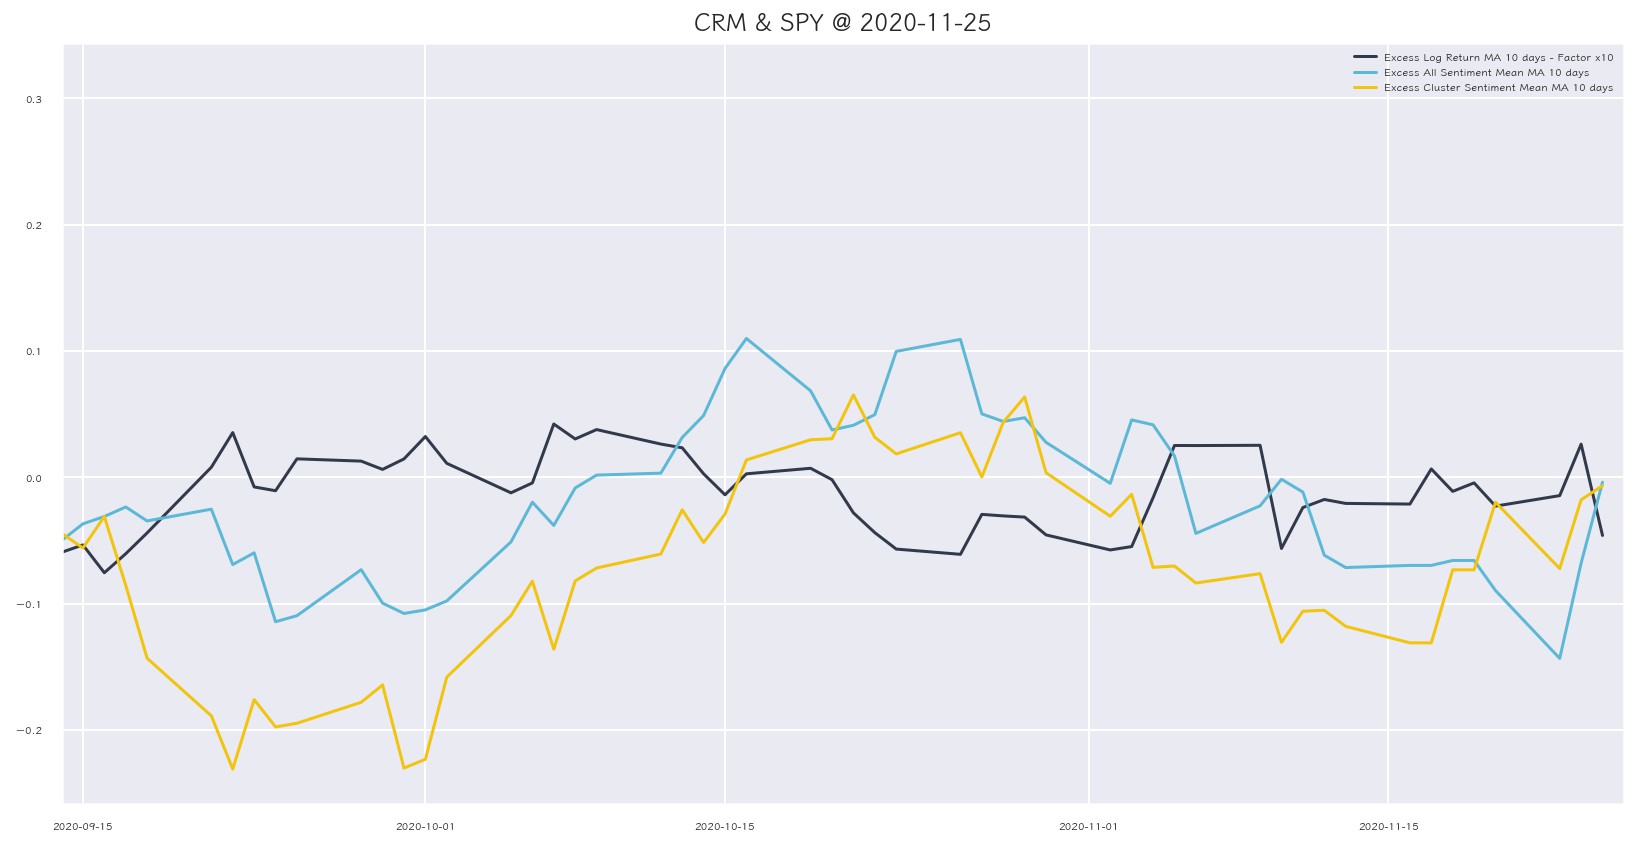 CRM & SPY @ 2020-11-25
Excess Log Return MA 10 days - Factor x10
Excess All Sentiment Mean MA 10 days
Excess Cluster Sentiment Mean MA 10 days
0.3
0.2
0.1
0.0
−0.1
−0.2
2020-09-15 2020-10-01 2020-10-15 2020-11-01 2020-11-15